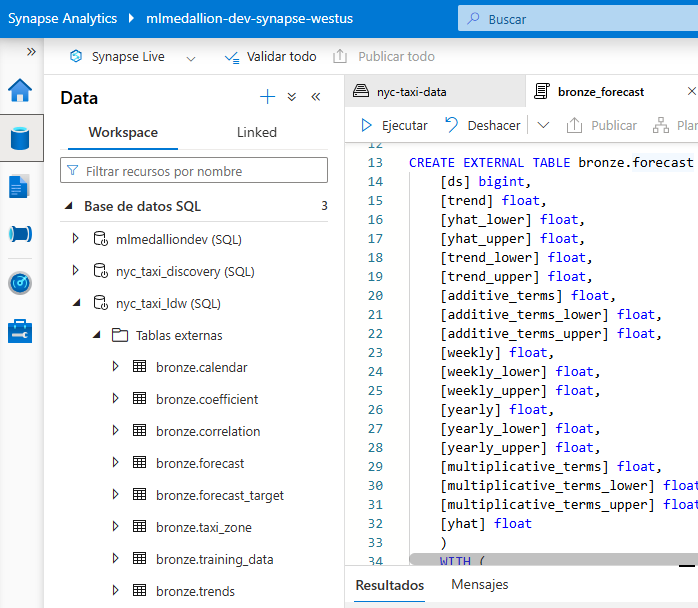 Synapse Analytics ▸ mlmedallion-dev-synapse-westus
Buscar
»
Synapse Live
Validar todo
Publicar todo
Data
Workspace
Linked
Filtrar recursos por nombre
Base de datos SQL 3
mlmedalliondev (SQL)
nyc_taxi_discovery (SQL)
nyc_taxi_ldw (SQL)
Tablas externas
bronze.calendar
bronze.coefficient
bronze.correlation
bronze.forecast
bronze.forecast_target
bronze.taxi_zone
bronze.training_data
bronze.trends
nyc-taxi-data
bronze_forecast
Ejecutar
Deshacer
Publicar
Plan
12
13 CREATE EXTERNAL TABLE bronze.forecast
14 [ds] bigint,
15 [trend] float,
16 [yhat_lower] float,
17 [yhat_upper] float,
18 [trend_lower] float,
19 [trend_upper] float,
20 [additive_terms] float,
21 [additive_terms_lower] float,
22 [additive_terms_upper] float,
23 [weekly] float,
24 [weekly_lower] float,
25 [weekly_upper] float,
26 [yearly] float,
27 [yearly_lower] float,
28 [yearly_upper] float,
29 [multiplicative_terms] float,
30 [multiplicative_terms_lower] float
31 [multiplicative_terms_upper] float
32 [yhat] float
33 )
34 WITH (
Resultados
Mensajes